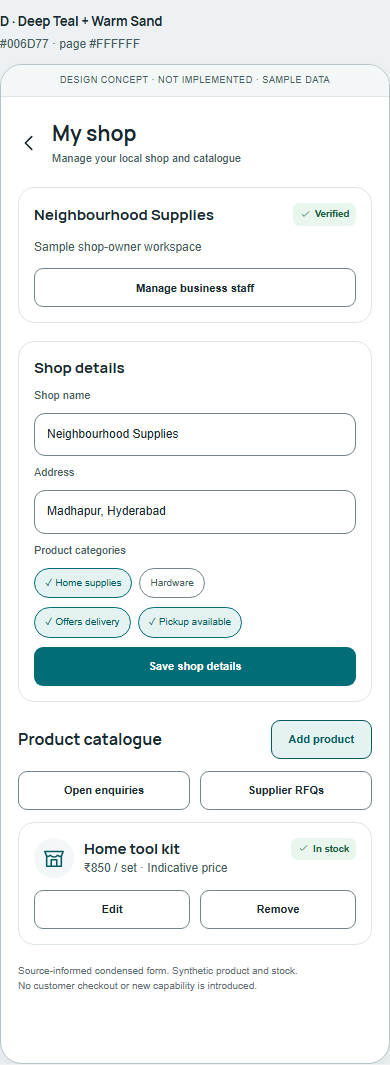 D · Deep Teal + Warm Sand
#006D77 · page #FFFFFF
DESIGN CONCEPT · NOT IMPLEMENTED · SAMPLE DATA
My shop
Manage your local shop and catalogue
Neighbourhood Supplies
✓ Verified
Sample shop-owner workspace
Manage business staff
Shop details
Shop name
Neighbourhood Supplies
Address
Madhapur, Hyderabad
Product categories
✓ Home supplies Hardware
✓ Offers delivery ✓ Pickup available
Save shop details
Product catalogue Add product
Open enquiries Supplier RFQs
Home tool kit ✓ In stock
₹850 / set · Indicative price
Edit Remove
Source-informed condensed form. Synthetic product and stock.
No customer checkout or new capability is introduced.